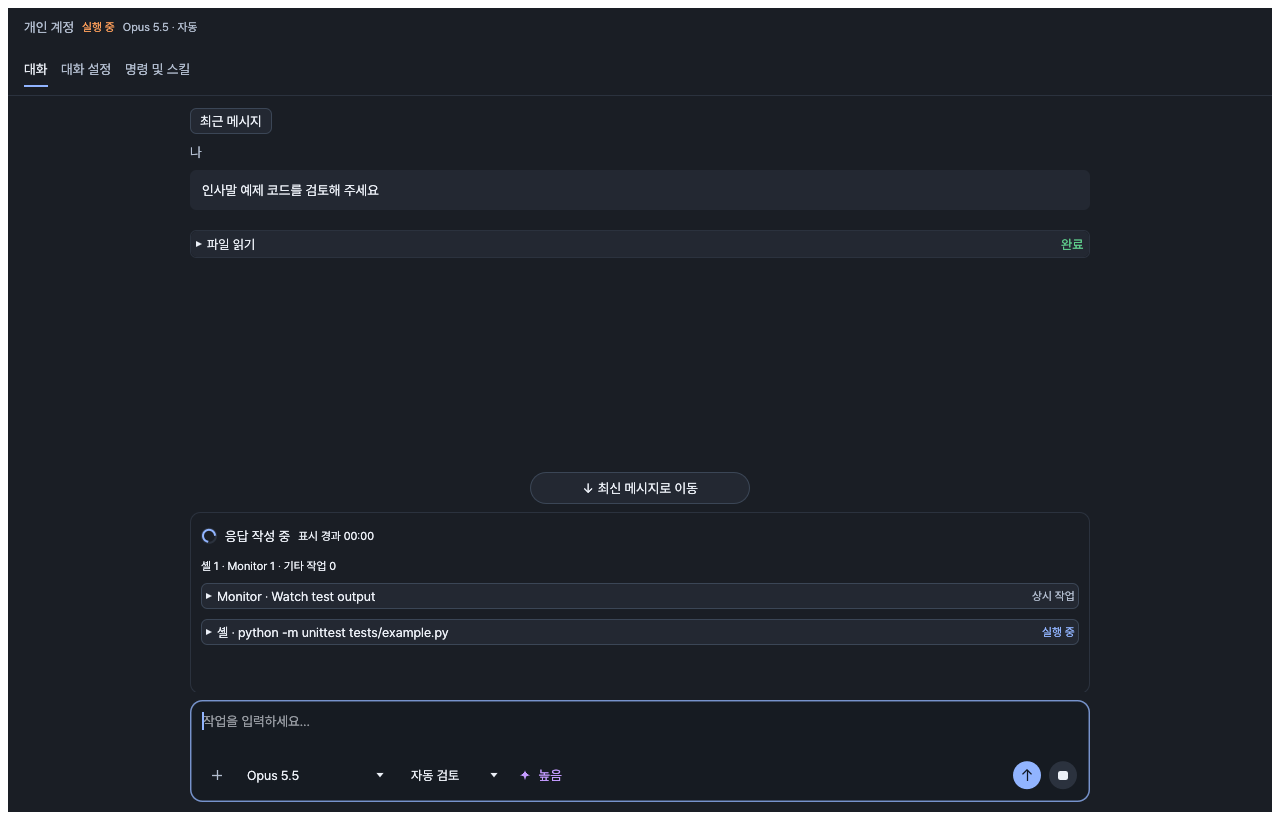 개인 계정 실행 중 Opus 5.5 · 자동
대화 대화 설정 명령 및 스킬
최근 메시지
나
인사말 예제 코드를 검토해 주세요
▸ 파일 읽기 완료
↓ 최신 메시지로 이동
응답 작성 중 표시 경과 00:00
셸 1 · Monitor 1 · 기타 작업 0
▸ Monitor · Watch test output 상시 작업
▸ 셸 · python -m unittest tests/example.py 실행 중
작업을 입력하세요...
+ Opus 5.5 자동 검토 높음